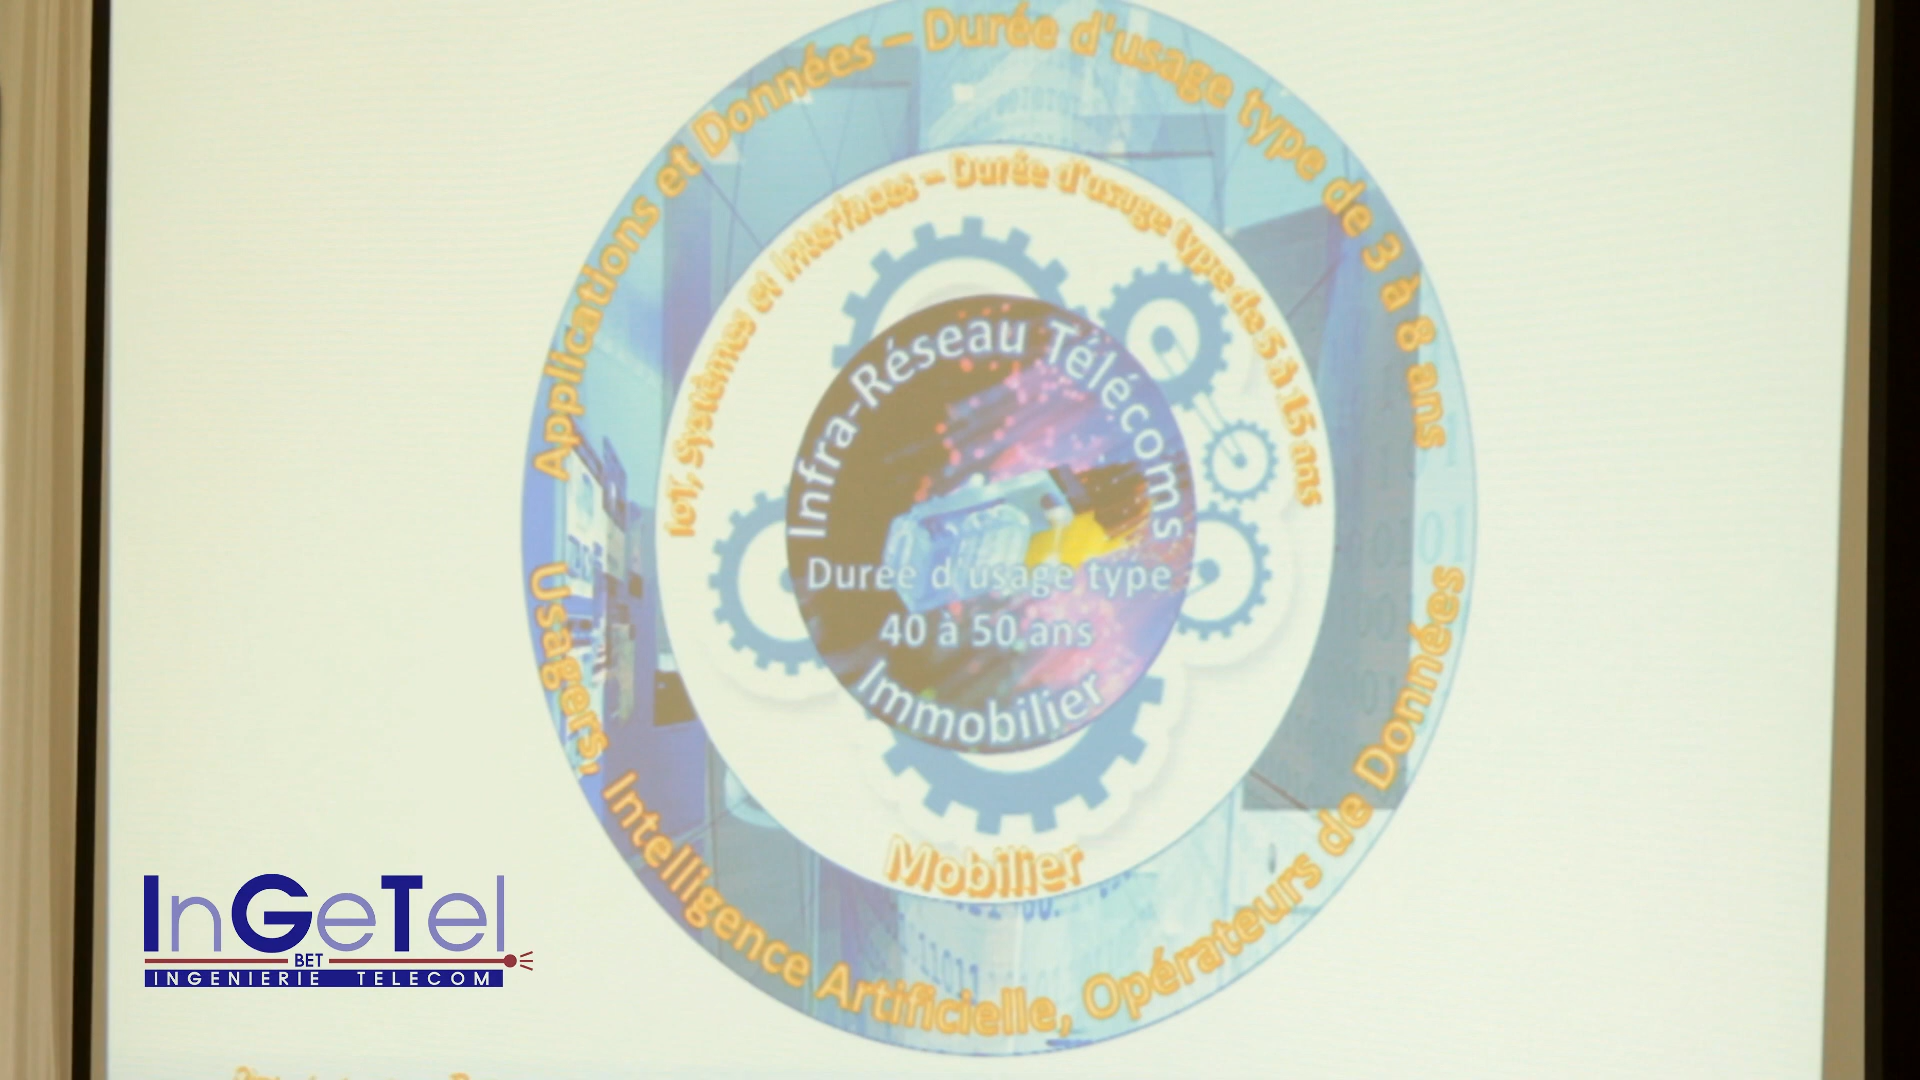 Applications et Données – Durée d'usage type de 3 à 8 ans
IoT, Systèmes et Interfaces – Durée d'usage type de 5 à 15 ans
Infra-Réseau Télécoms
Durée d'usage type
40 à 50 ans
Immobilier
Mobilier
Usagers, Intelligence Artificielle, Opérateurs de Données
InGeTel
BET
INGENIERIE TELECOM